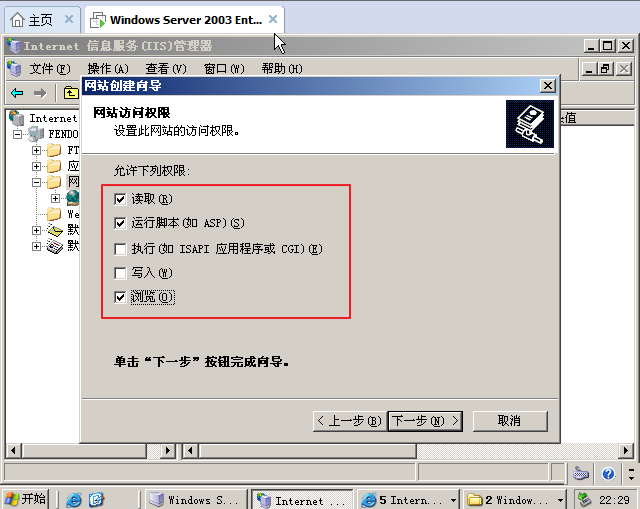 主页
Windows Server 2003 Ent...
Internet 信息服务(IIS)管理器
文件(F) 操作(A) 查看(V) 窗口(W) 帮助(H)
网站创建向导
网站访问权限
设置此网站的访问权限。
Internet
FENDO
FT
应
网
We
默
默
值
允许下列权限:
读取(R)
运行脚本(如 ASP)(S)
执行(如 ISAPI 应用程序或 CGI)(E)
写入(W)
浏览(O)
单击“下一步”按钮完成向导。
< 上一步(B) 下一步(N) > 取消
开始 Windows S... Internet ... 5 Intern... 2 Window... 22:29